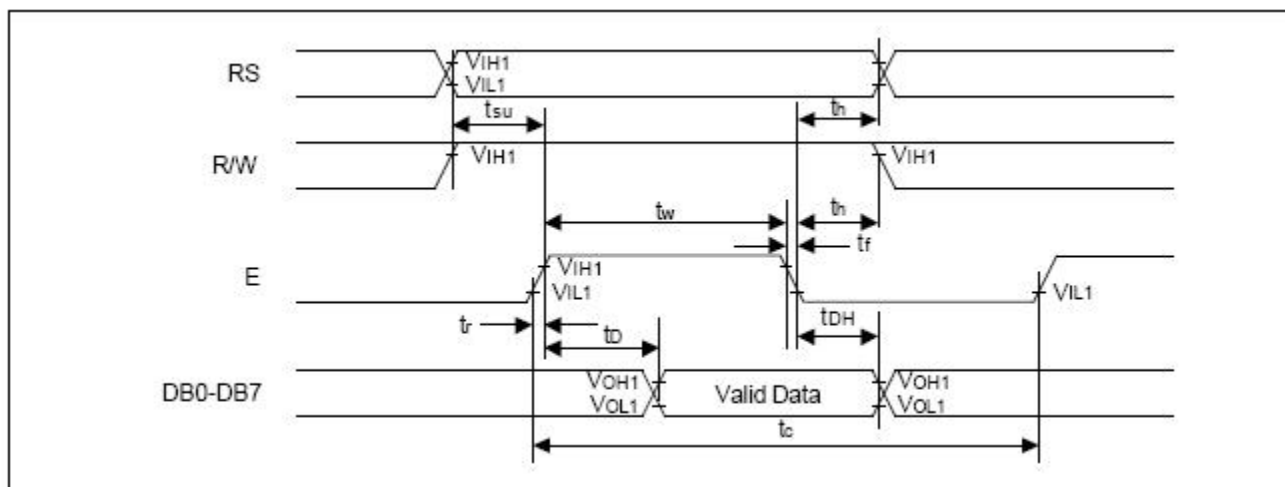 RS
VIH1
VIL1
tsu
th
R/W
VIH1
VIH1
tw
th
tf
E
VIH1
VIL1
VIL1
tr
tD
tDH
DB0-DB7
VOH1
VOL1
Valid Data
VOH1
VOL1
tc